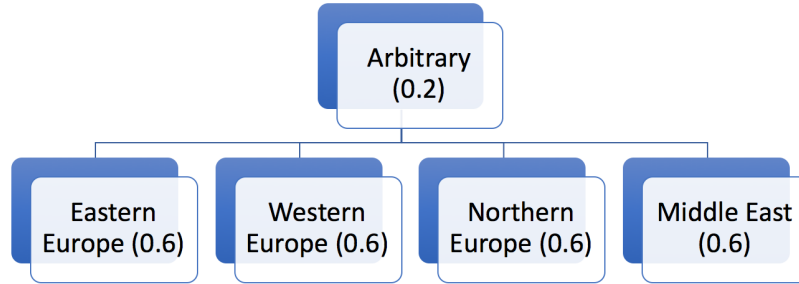 Arbitrary
(0.2)
Eastern
Europe (0.6)
Western
Europe (0.6)
Northern
Europe (0.6)
Middle East
(0.6)